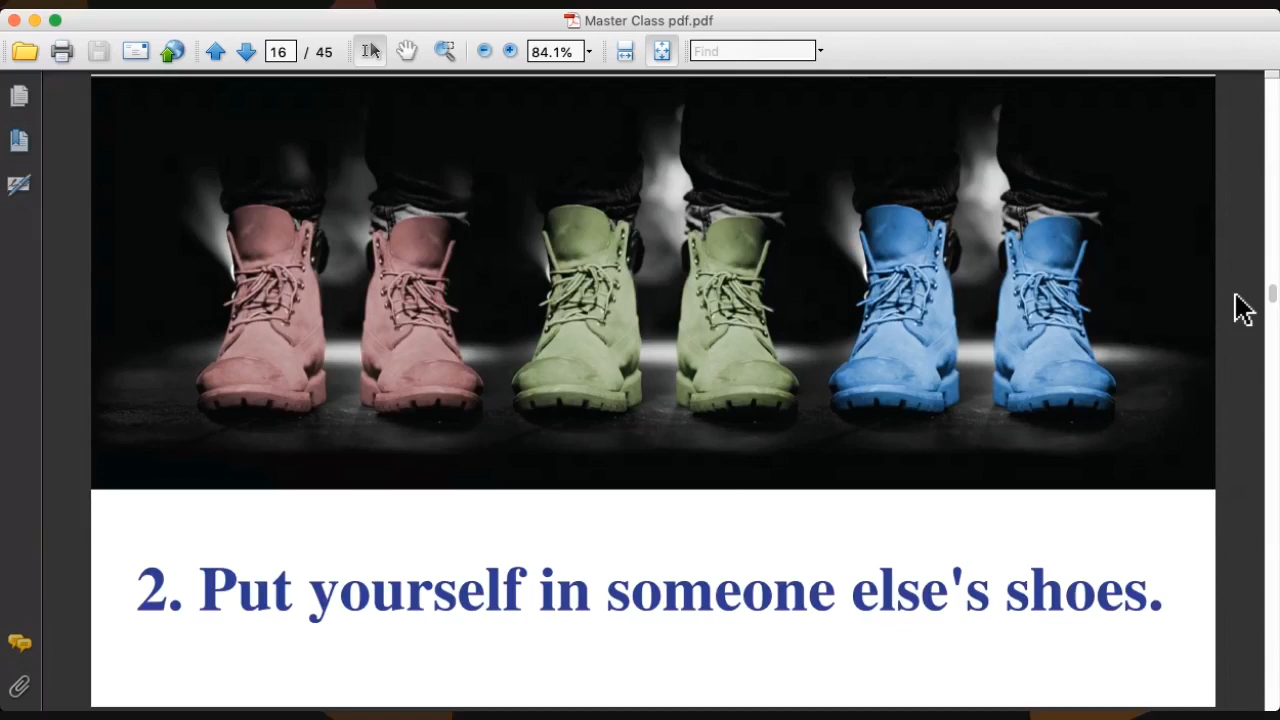 Master Class pdf.pdf
16 / 45
84.1%
Find
2. Put yourself in someone else's shoes.